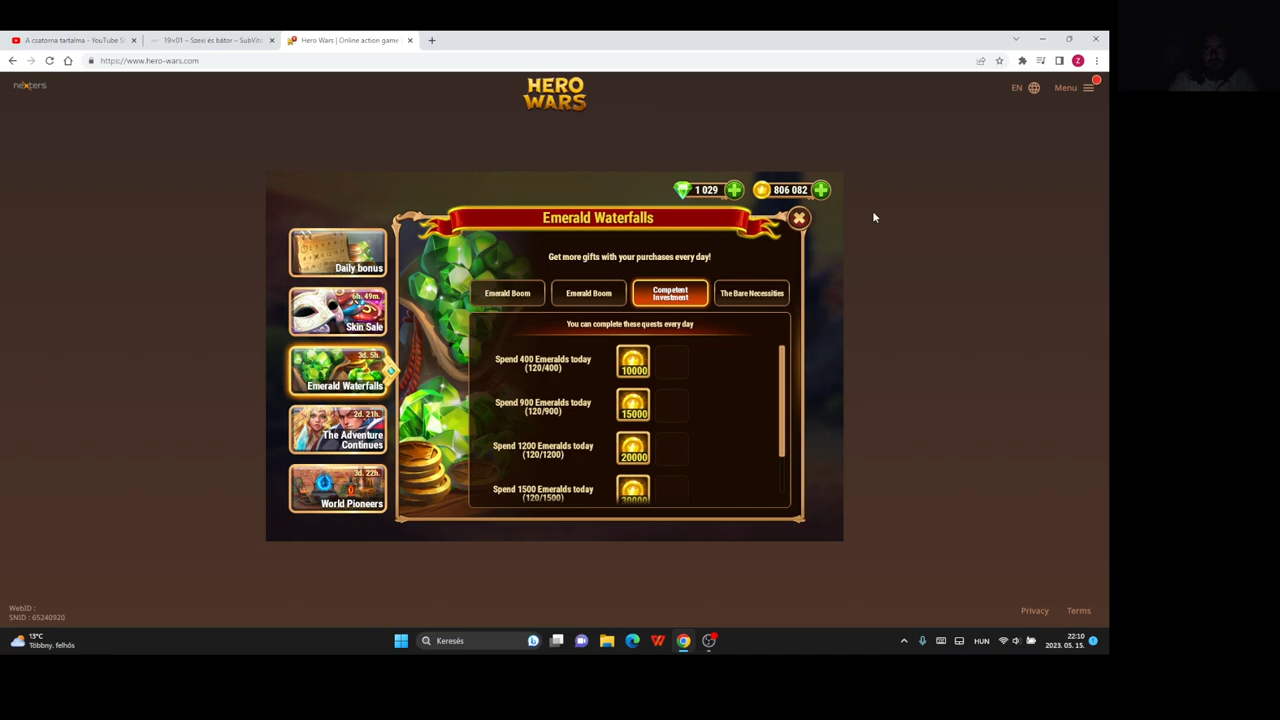 A csatorna tartalma - YouTube S
19×01 – Szexi és bátor – SubVito
Hero Wars | Online action game
https://www.hero-wars.com
Z
nexters
HERO
WARS
EN
Menu
1 029
806 082
Emerald Waterfalls
Get more gifts with your purchases every day!
Daily bonus
6h. 49m.
Skin Sale
3d. 5h.
Emerald Waterfalls
2d. 21h.
The Adventure
Continues
3d. 22h.
World Pioneers
Emerald Boom
Emerald Boom
Competent
Investment
The Bare Necessities
You can complete these quests every day
Spend 400 Emeralds today
(120/400)
10000
Spend 900 Emeralds today
(120/900)
15000
Spend 1200 Emeralds today
(120/1200)
20000
Spend 1500 Emeralds today
(120/1500)
30000
WebID :
SNID : 65240920
Privacy
Terms
13°C
Többny. felhős
Keresés
HUN
22:10
2023. 05. 15.
1